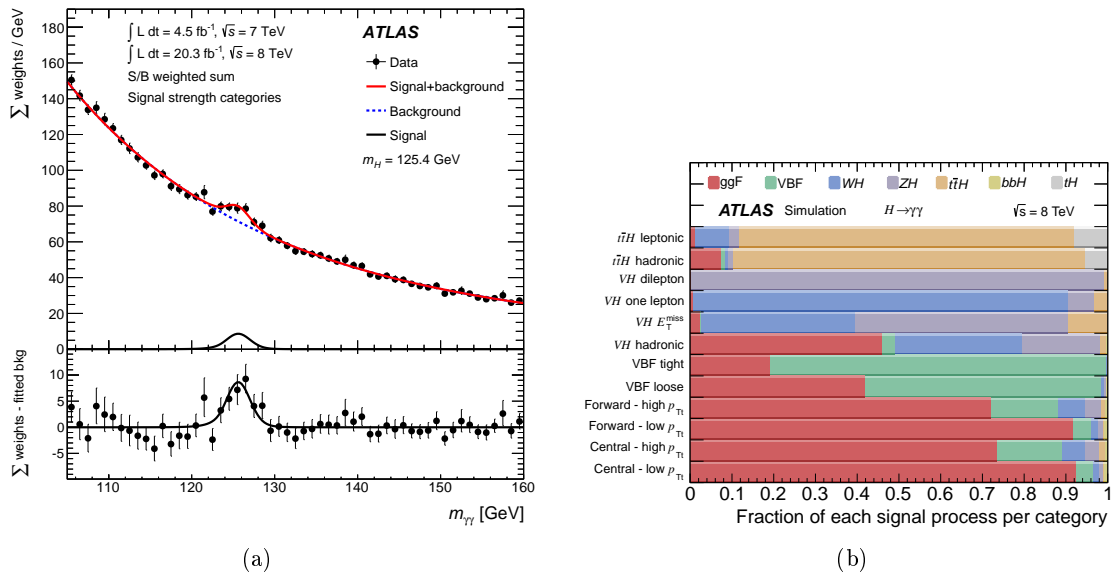 ∑ weights / GeV
180
160
140
120
100
80
60
40
20
0
∫ L dt = 4.5 fb⁻¹, √s = 7 TeV
∫ L dt = 20.3 fb⁻¹, √s = 8 TeV
S/B weighted sum
Signal strength categories
ATLAS
Data
Signal+background
Background
Signal
m_H = 125.4 GeV
∑ weights - fitted bkg
10
5
0
-5
110 120 130 140 150 160
m_γγ [GeV]
(a)
ggF VBF WH ZH tt̄H bbH tH
ATLAS Simulation H→γγ √s = 8 TeV
tt̄H leptonic
tt̄H hadronic
VH dilepton
VH one lepton
VH E_T^miss
VH hadronic
VBF tight
VBF loose
Forward - high p_Tt
Forward - low p_Tt
Central - high p_Tt
Central - low p_Tt
0 0.1 0.2 0.3 0.4 0.5 0.6 0.7 0.8 0.9 1
Fraction of each signal process per category
(b)